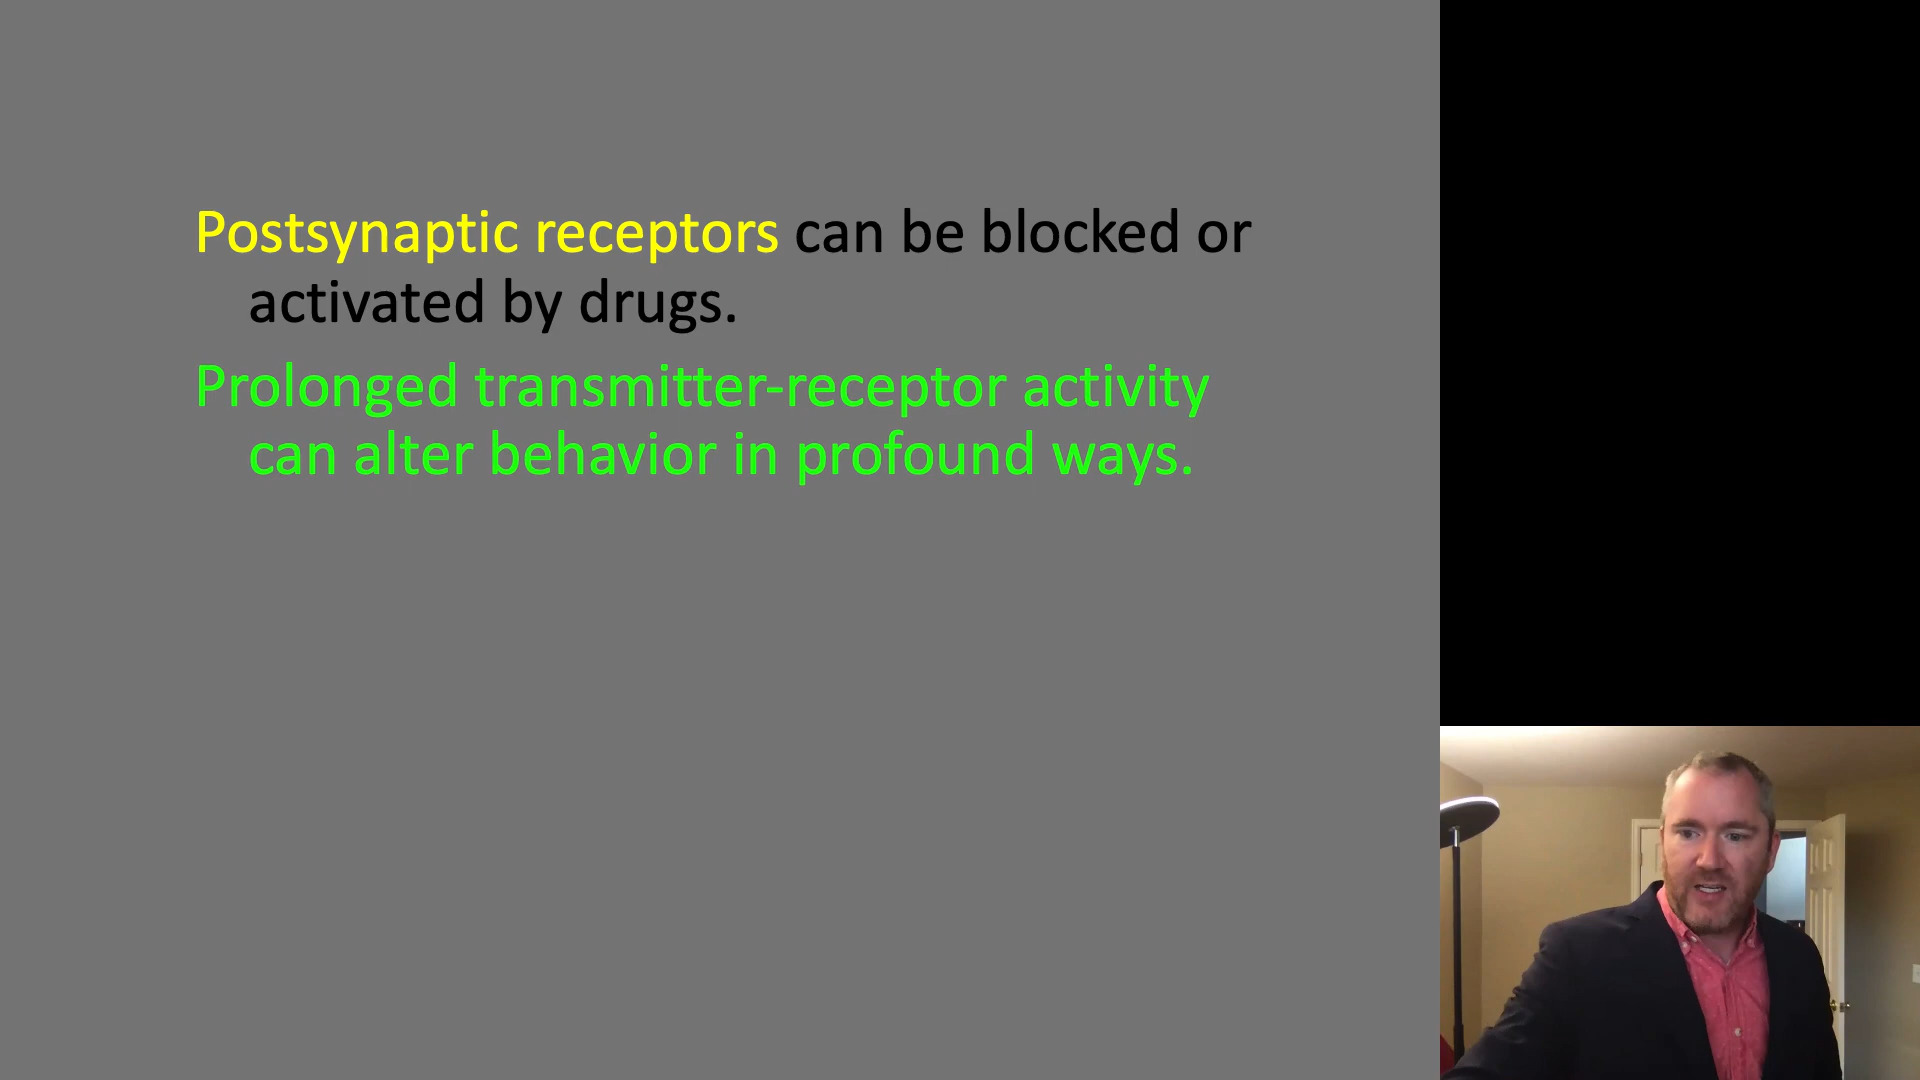 Postsynaptic receptors can be blocked or
activated by drugs.
Prolonged transmitter-receptor activity
can alter behavior in profound ways.